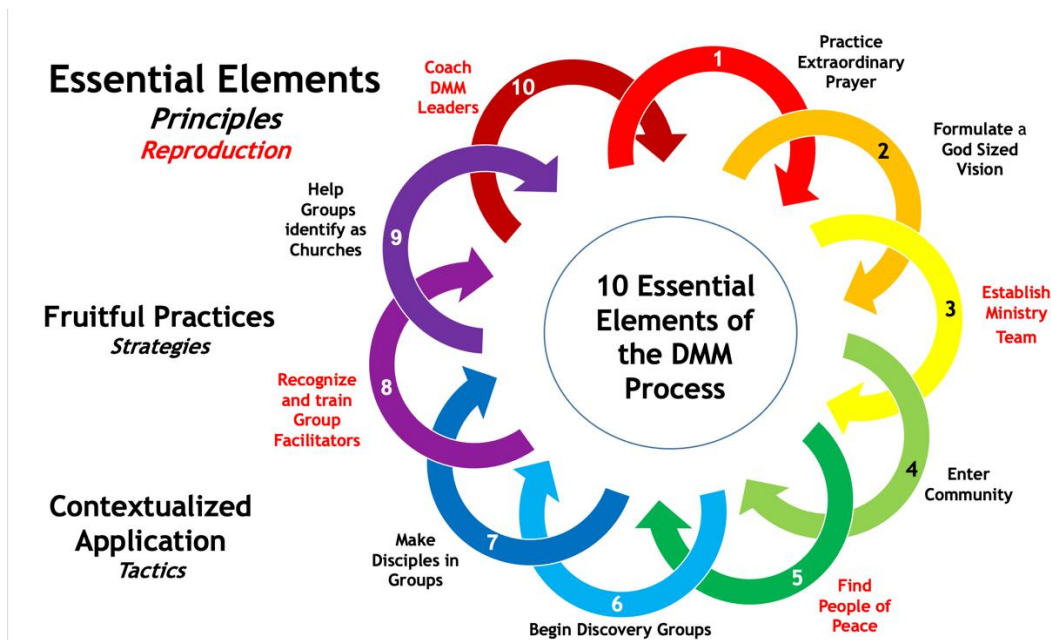 Essential Elements
Principles
Reproduction
Fruitful Practices
Strategies
Contextualized
Application
Tactics
10 Essential
Elements of
the DMM
Process
1
Practice
Extraordinary
Prayer
2
Formulate a
God Sized
Vision
3
Establish
Ministry
Team
4
Enter
Community
5
Find
People of
Peace
6
Begin Discovery Groups
7
Make
Disciples in
Groups
8
Recognize
and train
Group
Facilitators
9
Help
Groups
identify as
Churches
10
Coach
DMM
Leaders